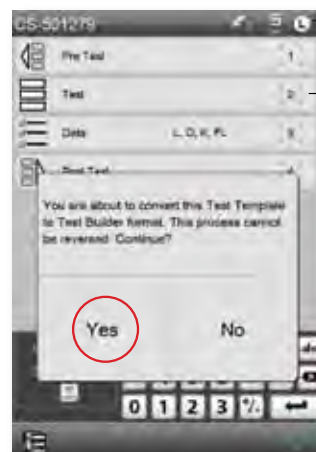 CS-501279
Pre Test 1
Test 2
Data L, D, K, FL 3
Post Test
You are about to convert this Test Template
to Test Builder format. This process cannot
be reversed. Continue?
Yes No
0 1 2 3